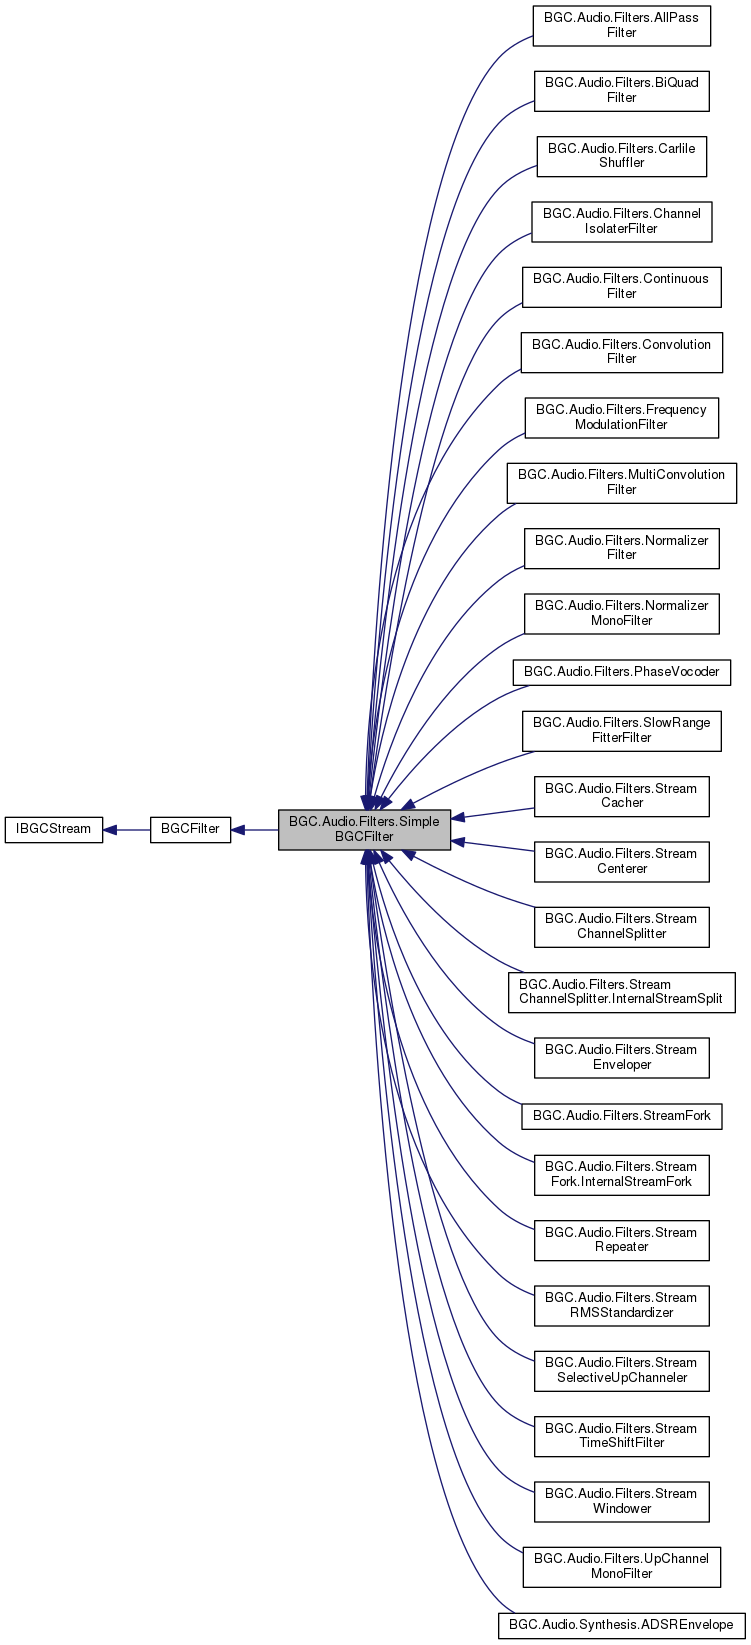 BGC.Audio.Filters.AllPass
Filter
BGC.Audio.Filters.BiQuad
Filter
BGC.Audio.Filters.Carlile
Shuffler
BGC.Audio.Filters.Channel
IsolaterFilter
BGC.Audio.Filters.Continuous
Filter
BGC.Audio.Filters.Convolution
Filter
BGC.Audio.Filters.Frequency
ModulationFilter
BGC.Audio.Filters.MultiConvolution
Filter
BGC.Audio.Filters.Normalizer
Filter
BGC.Audio.Filters.Normalizer
MonoFilter
BGC.Audio.Filters.PhaseVocoder
BGC.Audio.Filters.SlowRange
FitterFilter
BGC.Audio.Filters.Stream
Cacher
IBGCStream
BGCFilter
BGC.Audio.Filters.Simple
BGCFilter
BGC.Audio.Filters.Stream
Centerer
BGC.Audio.Filters.Stream
ChannelSplitter
BGC.Audio.Filters.Stream
ChannelSplitter.InternalStreamSplit
BGC.Audio.Filters.Stream
Enveloper
BGC.Audio.Filters.StreamFork
BGC.Audio.Filters.Stream
Fork.InternalStreamFork
BGC.Audio.Filters.Stream
Repeater
BGC.Audio.Filters.Stream
RMSStandardizer
BGC.Audio.Filters.Stream
SelectiveUpChanneler
BGC.Audio.Filters.Stream
TimeShiftFilter
BGC.Audio.Filters.Stream
Windower
BGC.Audio.Filters.UpChannel
MonoFilter
BGC.Audio.Synthesis.ADSREnvelope